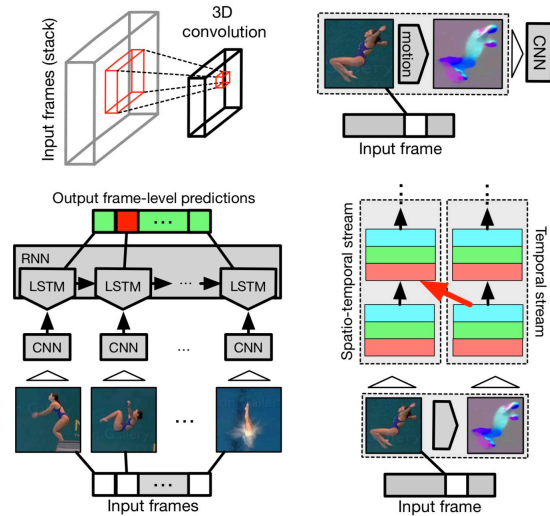 3D
convolution
Input frames (stack)
motion
CNN
Input frame
Output frame-level predictions
...
RNN
LSTM
LSTM
...
LSTM
CNN
CNN
...
CNN
...
...
Input frames
...
...
Spatio-temporal stream
Temporal stream
Input frame